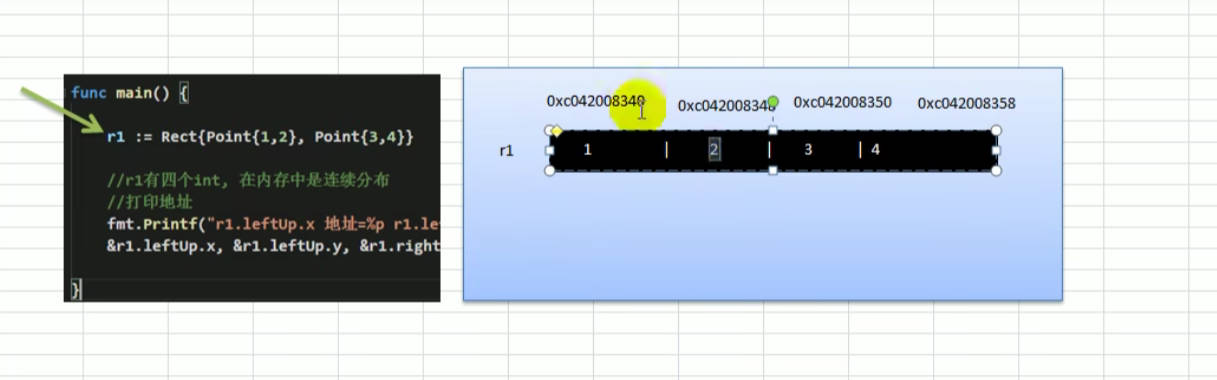 func main() {
r1 := Rect{Point{1,2}, Point{3,4}}
//r1有四个int, 在内存中是连续分布
//打印地址
fmt.Printf("r1.leftUp.x 地址=%p r1.le
&r1.leftUp.x, &r1.leftUp.y, &r1.right
}
0xc042008340 0xc042008348 0xc042008350 0xc042008358
r1 1 | 2 | 3 | 4